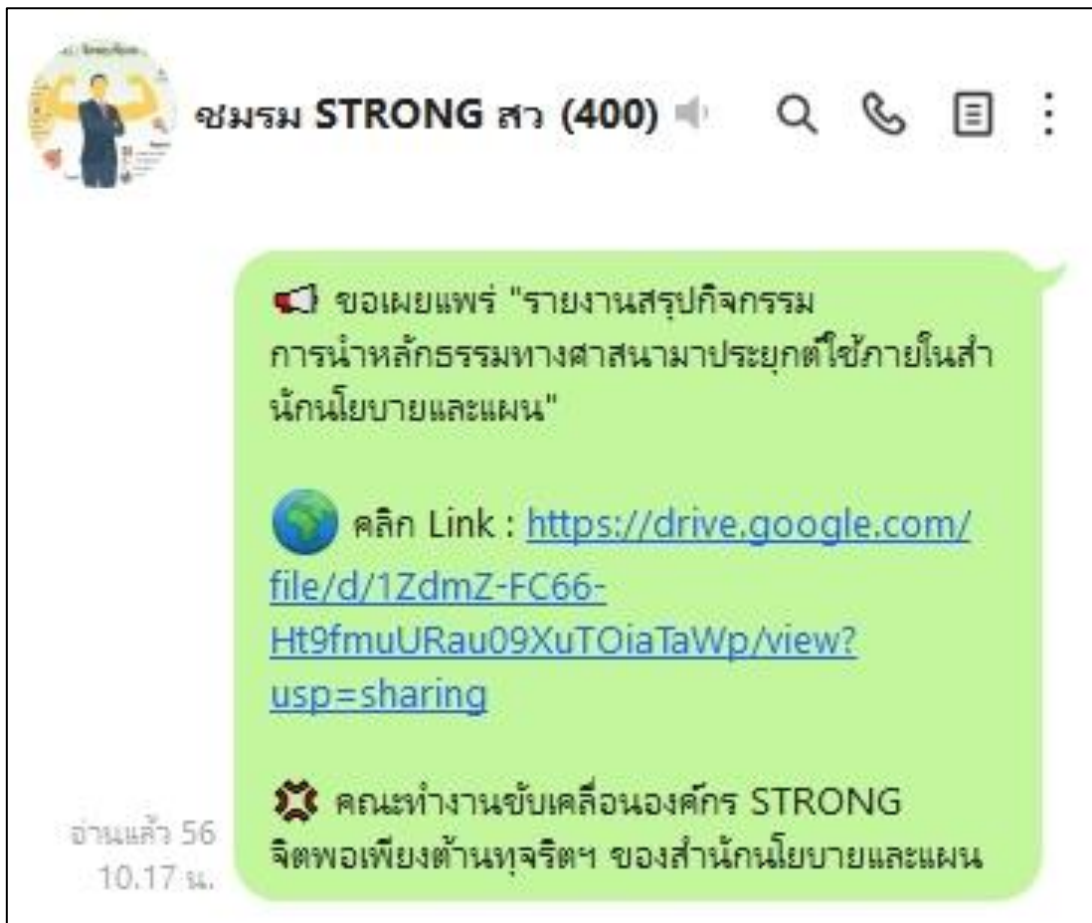 ชมรม STRONG สว (400)
ขอเผยแพร่ "รายงานสรุปกิจกรรม
การนำหลักธรรมทางศาสนามาประยุกต์ใช้ภายในสำ
นักนโยบายและแผน"
คลิก Link : https://drive.google.com/
file/d/1ZdmZ-FC66-
Ht9fmuURau09XuTOiaTaWp/view?
usp=sharing
คณะทำงานขับเคลื่อนองค์กร STRONG
จิตพอเพียงต้านทุจริตฯ ของสำนักนโยบายและแผน
อ่านแล้ว 56
10.17 น.